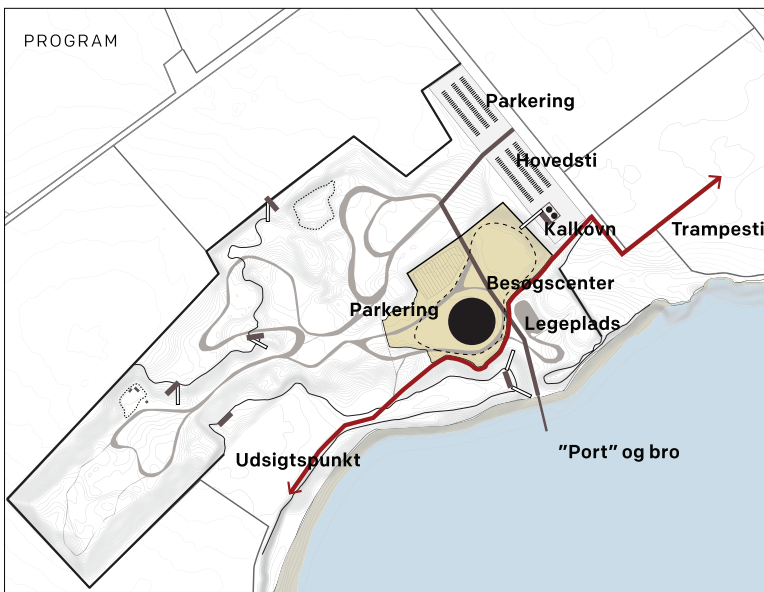 PROGRAM
Parkering
Hovedsti
Kalkovn
Trampesti
Besøgscenter
Parkering
Legeplads
"Port" og bro
Udsigtspunkt